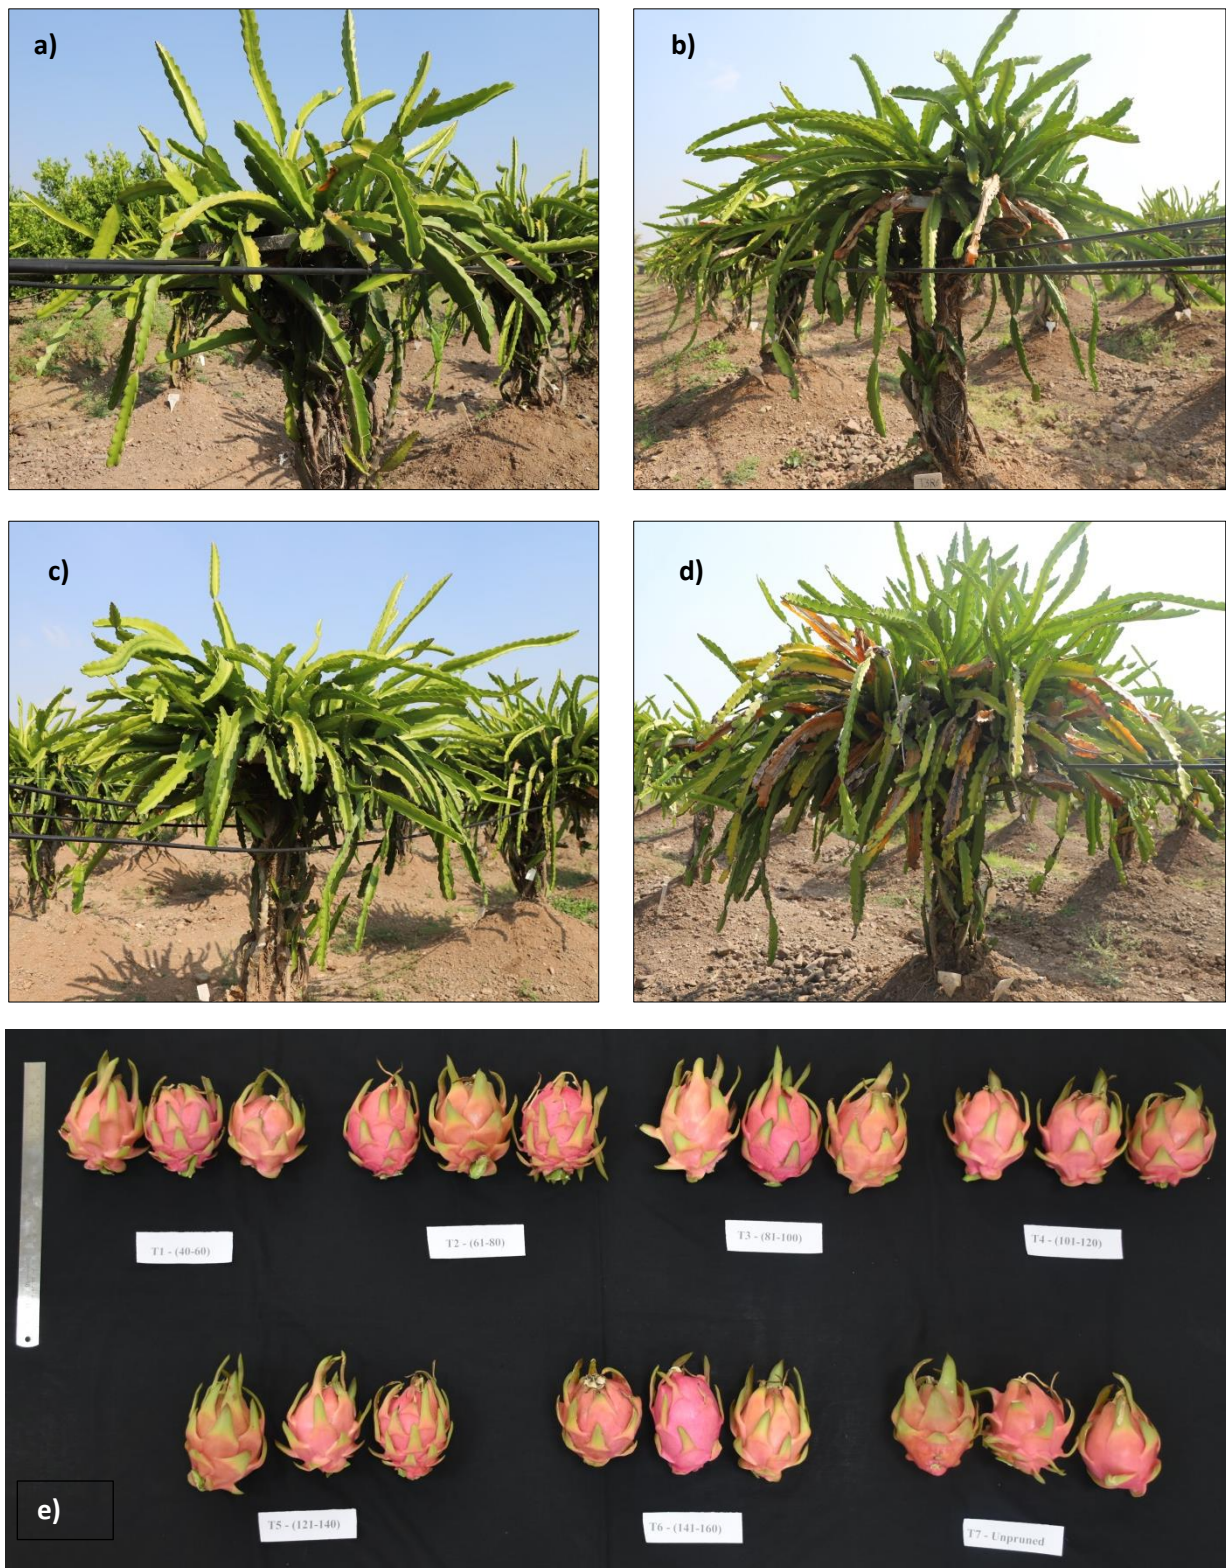 a)
b)
c)
d)
T1 - (40-60)
T2 - (61-80)
T3 - (81-100)
T4 - (101-120)
T5 - (121-140)
T6 - (141-160)
T7 - Unpruned
e)